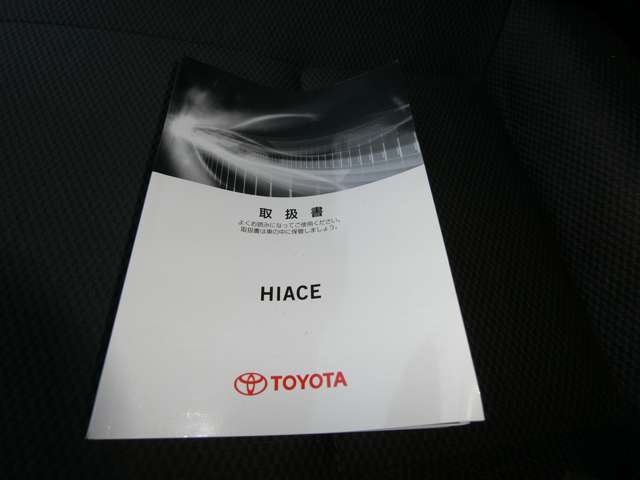 取扱書
よくお読みになってご使用ください。
取扱書は車の中に保管しましょう。
HIACE
TOYOTA